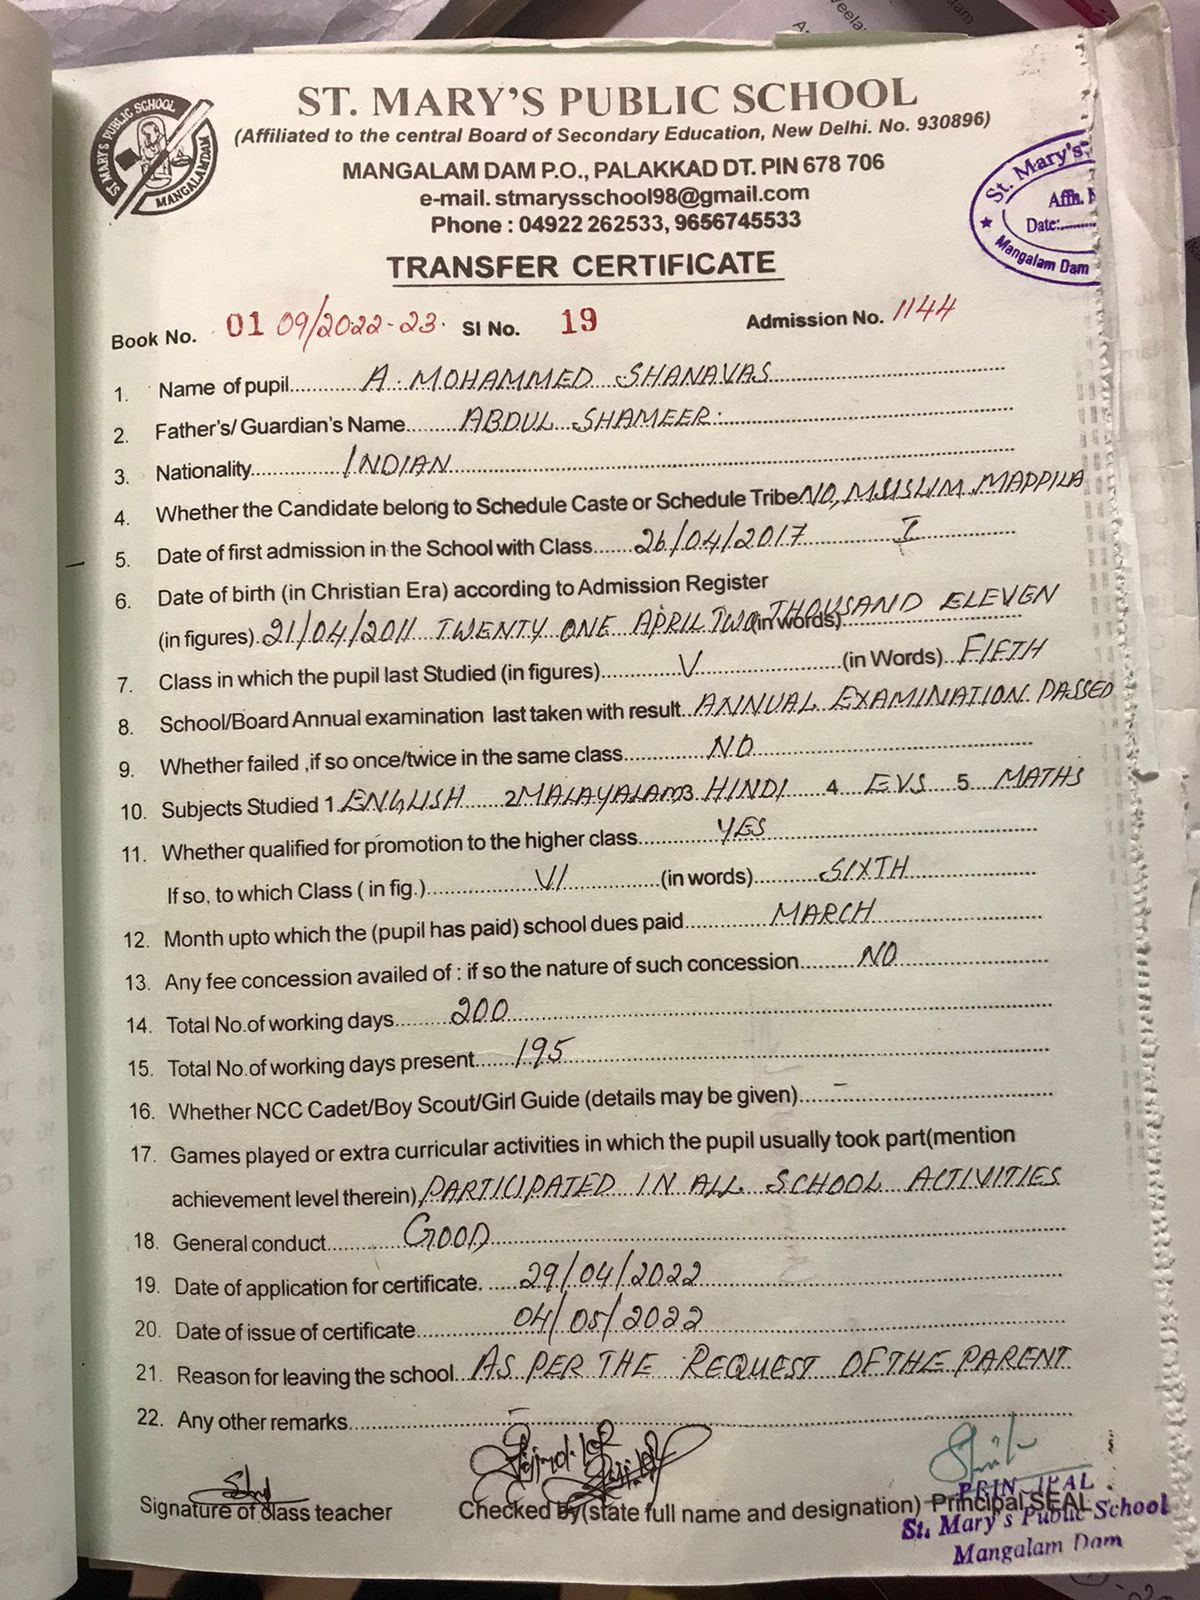 ST. MARY'S PUBLIC SCHOOL
(Affiliated to the central Board of Secondary Education, New Delhi. No. 930896)
MANGALAM DAM P.O., PALAKKAD DT. PIN 678 706
e-mail. stmarysschool98@gmail.com
Phone : 04922 262533, 9656745533
ST MARY'S PUBLIC SCHOOL
MANGALAMDAM
St. Mary's
Affn.
Date:
Mangalam Dam
TRANSFER CERTIFICATE
Book No. 01 09/2022-23. SI No. 19 Admission No. 1144
1. Name of pupil A. MOHAMMED SHANAVAS
2. Father's/ Guardian's Name ABDUL SHAMEER
3. Nationality INDIAN
4. Whether the Candidate belong to Schedule Caste or Schedule Tribe NO, MAPPILA
5. Date of first admission in the School with Class 26/04/2017 I
6. Date of birth (in Christian Era) according to Admission Register
(in figures). 21/04/2011 TWENTY ONE APRIL TWO THOUSAND ELEVEN (in words)
7. Class in which the pupil last Studied (in figures) V (in Words) FIFTH
8. School/Board Annual examination last taken with result ANNUAL EXAMINATION PASSED
9. Whether failed ,if so once/twice in the same class NO
10. Subjects Studied 1 ENGLISH 2 MALAYALAM 3 HINDI 4 EVS 5 MATHS
11. Whether qualified for promotion to the higher class YES
If so, to which Class ( in fig.) VI (in words) SIXTH
12. Month upto which the (pupil has paid) school dues paid MARCH
13. Any fee concession availed of : if so the nature of such concession NO
14. Total No.of working days 200
15. Total No.of working days present 195
16. Whether NCC Cadet/Boy Scout/Girl Guide (details may be given) -
17. Games played or extra curricular activities in which the pupil usually took part(mention
achievement level therein) PARTICIPATED IN ALL SCHOOL ACTIVITIES
18. General conduct GOOD
19. Date of application for certificate. 29/04/2022
20. Date of issue of certificate 04/05/2022
21. Reason for leaving the school AS PER THE REQUEST OF THE PARENT
22. Any other remarks -
Signature of class teacher Checked by(state full name and designation) Principal SEAL
St. Mary's Public School
Mangalam Dam